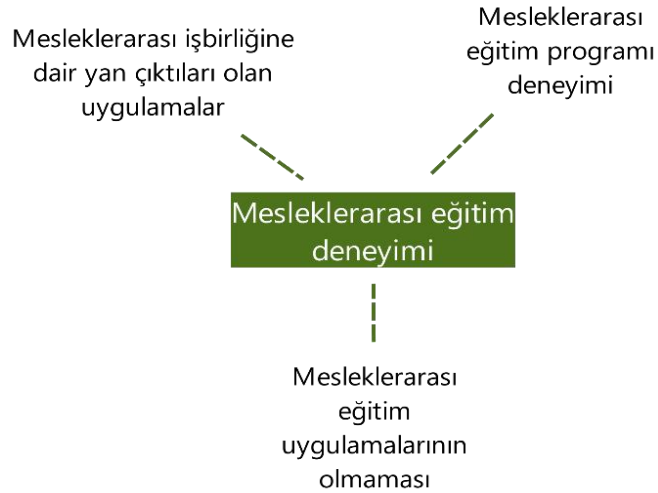 Mesleklerarası işbirliğine
dair yan çıktıları olan
uygulamalar
Mesleklerarası
eğitim programı
deneyimi
Mesleklerarası eğitim
deneyimi
Mesleklerarası
eğitim
uygulamalarının
olmaması